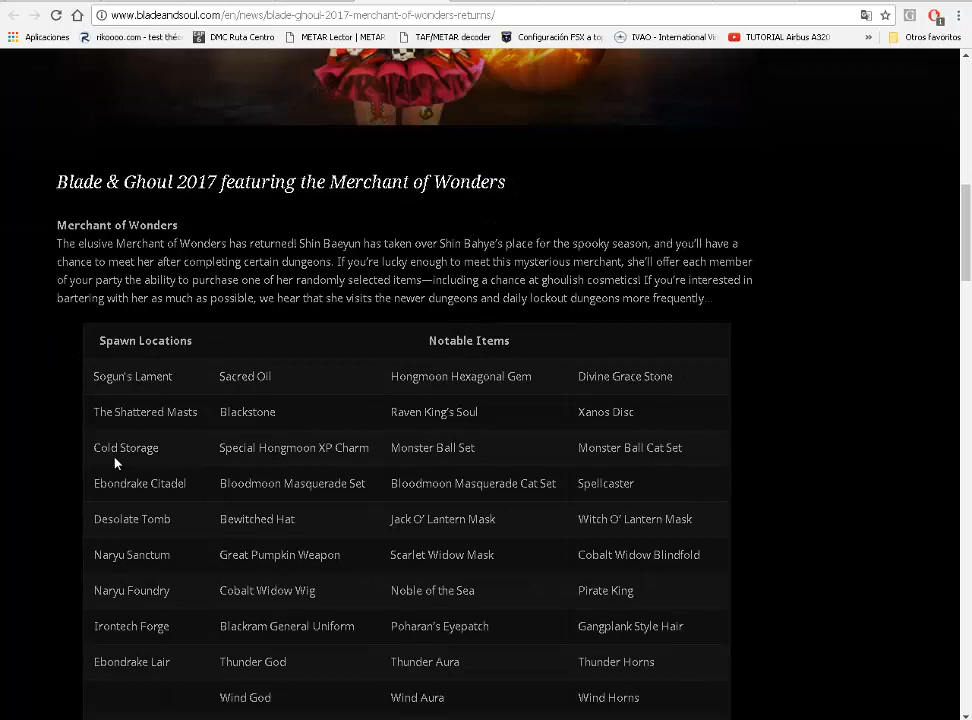 www.bladeandsoul.com/en/news/blade-ghoul-2017-merchant-of-wonders-returns/
Aplicaciones rikoooo.com - test théo DMC Ruta Centro METAR Lector | METAR TAF/METAR decoder Configuración FSX a top IVAO - International Vi TUTORIAL Airbus A320 » Otros favoritos
Blade & Ghoul 2017 featuring the Merchant of Wonders
Merchant of Wonders
The elusive Merchant of Wonders has returned! Shin Baeyun has taken over Shin Bahye's place for the spooky season, and you'll have a
chance to meet her after completing certain dungeons. If you're lucky enough to meet this mysterious merchant, she'll offer each member
of your party the ability to purchase one of her randomly selected items—including a chance at ghoulish cosmetics! If you're interested in
bartering with her as much as possible, we hear that she visits the newer dungeons and daily lockout dungeons more frequently...
Spawn Locations Notable Items
Sogun's Lament Sacred Oil Hongmoon Hexagonal Gem Divine Grace Stone
The Shattered Masts Blackstone Raven King's Soul Xanos Disc
Cold Storage Special Hongmoon XP Charm Monster Ball Set Monster Ball Cat Set
Ebondrake Citadel Bloodmoon Masquerade Set Bloodmoon Masquerade Cat Set Spellcaster
Desolate Tomb Bewitched Hat Jack O' Lantern Mask Witch O' Lantern Mask
Naryu Sanctum Great Pumpkin Weapon Scarlet Widow Mask Cobalt Widow Blindfold
Naryu Foundry Cobalt Widow Wig Noble of the Sea Pirate King
Irontech Forge Blackram General Uniform Poharan's Eyepatch Gangplank Style Hair
Ebondrake Lair Thunder God Thunder Aura Thunder Horns
Wind God Wind Aura Wind Horns